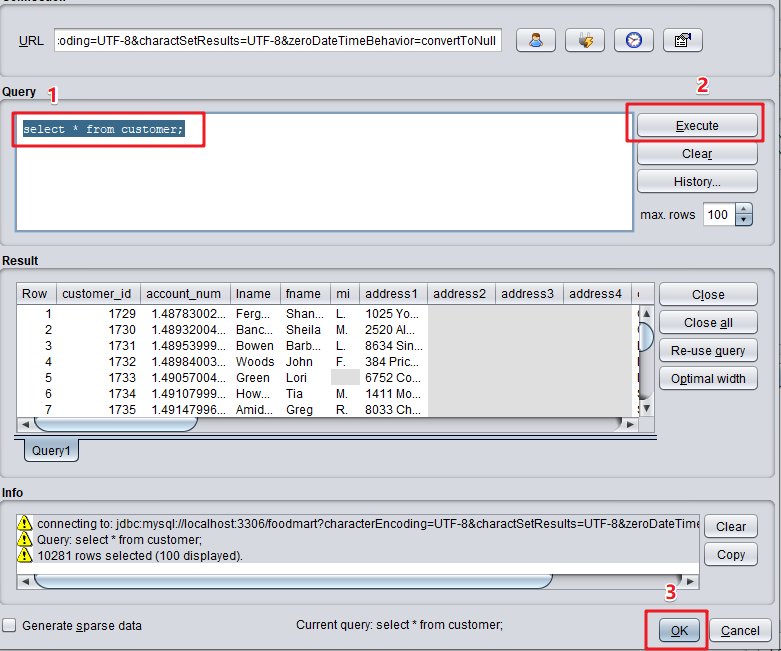 Connection
URL :oding=UTF-8&charactSetResults=UTF-8&zeroDateTimeBehavior=convertToNull
Query 1
2
select * from customer;
Execute
Clear
History...
max. rows 100
Result
Row customer_id account_num lname fname mi address1 address2 address3 address4
1 1729 1.48783002... Ferg... Shan... L. 1025 Yo...
2 1730 1.48932004... Banc... Sheila M. 2520 Al...
3 1731 1.48953999... Bowen Barb... L. 8634 Sin...
4 1732 1.48984003... Woods John F. 384 Pric...
5 1733 1.49057004... Green Lori 6752 Co...
6 1734 1.49107999... How... Tia M. 1411 Mo...
7 1735 1.49147996... Amid... Greg R. 8033 Ch...
Close
Close all
Re-use query
Optimal width
Query1
Info
connecting to: jdbc:mysql://localhost:3306/foodmart?characterEncoding=UTF-8&charactSetResults=UTF-8&zeroDateTime
Query: select * from customer;
10281 rows selected (100 displayed).
Clear
Copy
3
Generate sparse data
Current query: select * from customer;
OK
Cancel